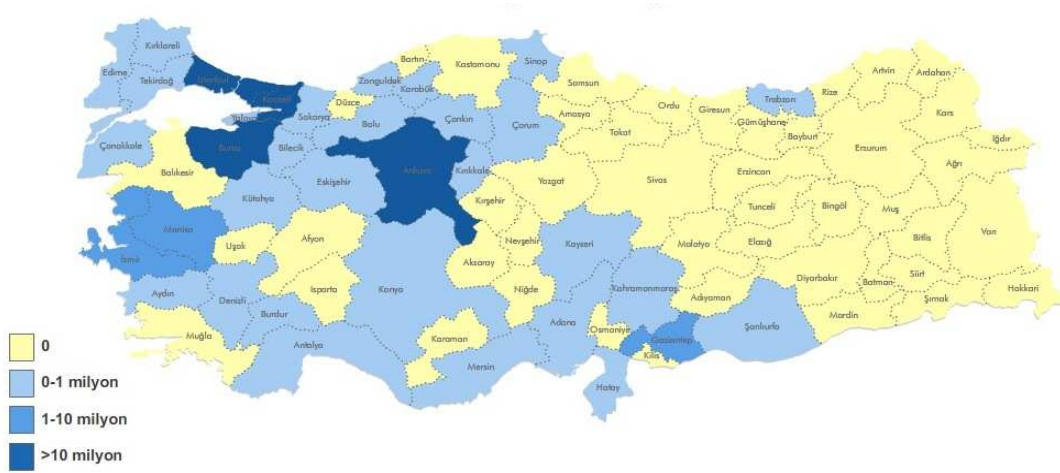 Kırklareli
Edirne
Tekirdağ
İstanbul
Kocaeli
Yalova
Sakarya
Düzce
Zonguldak
Bartın
Karabük
Kastamonu
Sinop
Samsun
Ordu
Giresun
Trabzon
Rize
Artvin
Ardahan
Kars
Iğdır
Çanakkale
Balıkesir
Bursa
Bilecik
Bolu
Çankırı
Çorum
Amasya
Tokat
Gümüşhane
Bayburt
Erzurum
Ağrı
Kütahya
Eskişehir
Ankara
Kırıkkale
Yozgat
Sivas
Erzincan
Kırşehir
Tunceli
Bingöl
Muş
Bitlis
Van
Manisa
İzmir
Uşak
Afyon
Nevşehir
Kayseri
Malatya
Elazığ
Aksaray
Niğde
Kahramanmaraş
Adıyaman
Diyarbakır
Batman
Siirt
Şırnak
Hakkari
Mardin
Aydın
Denizli
Isparta
Konya
Burdur
Muğla
Antalya
Karaman
Mersin
Adana
Osmaniye
Gaziantep
Kilis
Şanlıurfa
Hatay
0
0-1 milyon
1-10 milyon
>10 milyon